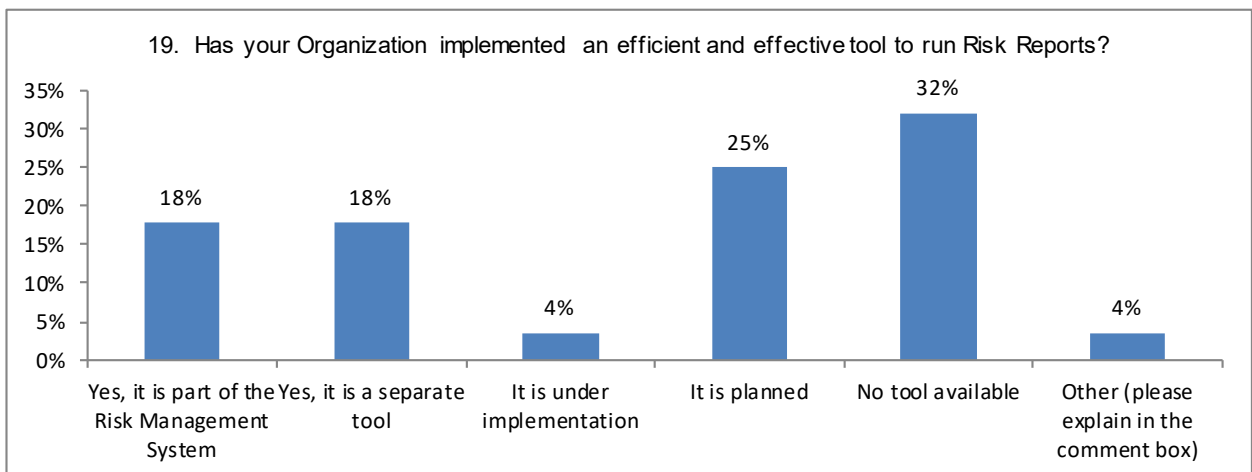 19. Has your Organization implemented an efficient and effective tool to run Risk Reports?
35%
30%
25%
20%
15%
10%
5%
0%
18%
18%
4%
25%
32%
4%
Yes, it is part of the
Risk Management
System
Yes, it is a separate
tool
It is under
implementation
It is planned
No tool available
Other (please
explain in the
comment box)